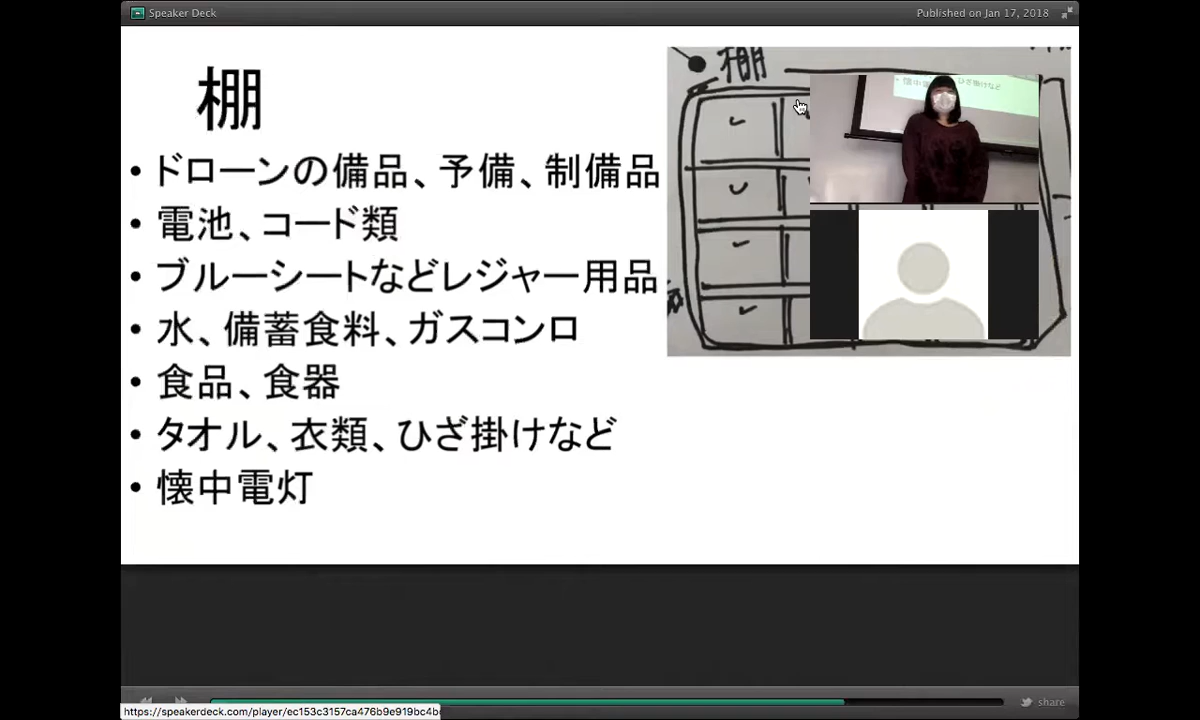 Speaker Deck
Published on Jan 17, 2018
棚
• ドローンの備品、予備、制備品
• 電池、コード類
• ブルーシートなどレジャー用品
• 水、備蓄食料、ガスコンロ
• 食品、食器
• タオル、衣類、ひざ掛けなど
• 懐中電灯
棚
ひざ掛けなど
share
https://speakerdeck.com/player/ec153c3157ca476b9e919bc4b